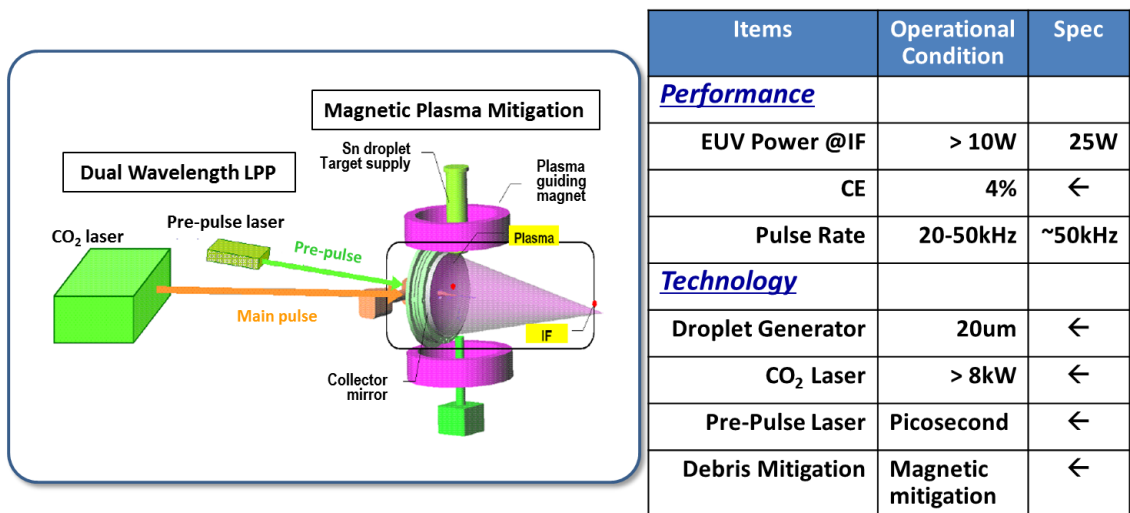 Magnetic Plasma Mitigation
Sn droplet
Target supply
Plasma
guiding
magnet
Dual Wavelength LPP
Pre-pulse laser
CO₂ laser
Pre-pulse
Plasma
Main pulse
IF
Collector
mirror
Items Operational Condition Spec
Performance
EUV Power @IF > 10W 25W
CE 4% ←
Pulse Rate 20-50kHz ~50kHz
Technology
Droplet Generator 20um ←
CO₂ Laser > 8kW ←
Pre-Pulse Laser Picosecond ←
Debris Mitigation Magnetic mitigation ←